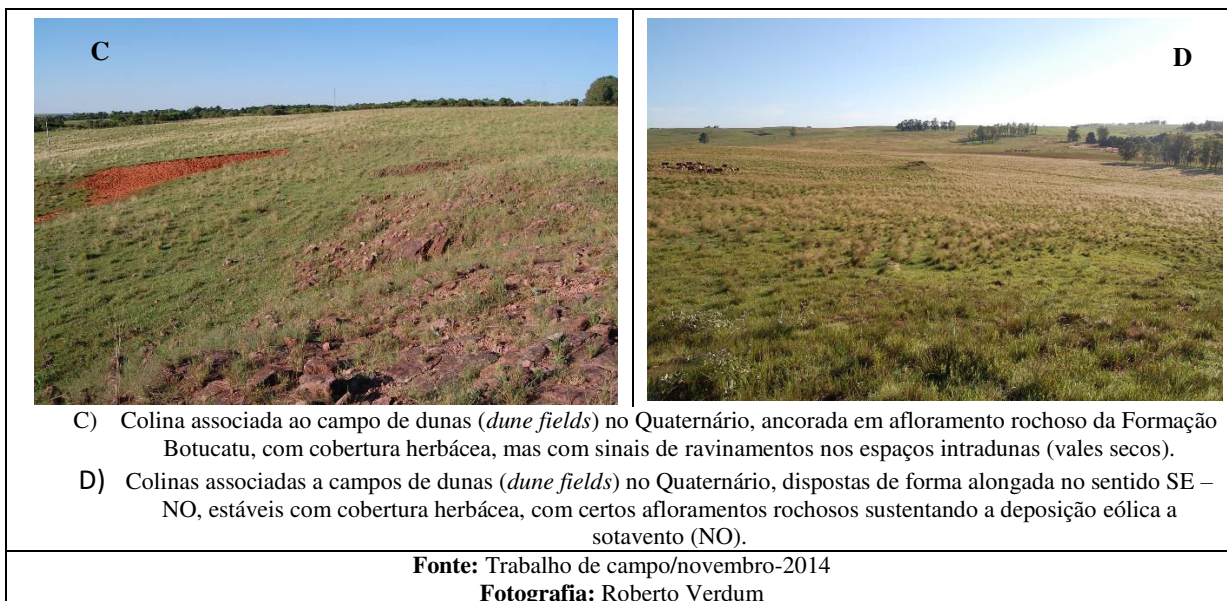 C
D
C) Colina associada ao campo de dunas (dune fields) no Quaternário, ancorada em afloramento rochoso da Formação
Botucatu, com cobertura herbácea, mas com sinais de ravinamentos nos espaços intradunas (vales secos).
D) Colinas associadas a campos de dunas (dune fields) no Quaternário, dispostas de forma alongada no sentido SE –
NO, estáveis com cobertura herbácea, com certos afloramentos rochosos sustentando a deposição eólica a
sotavento (NO).
Fonte: Trabalho de campo/novembro-2014
Fotografia: Roberto Verdum